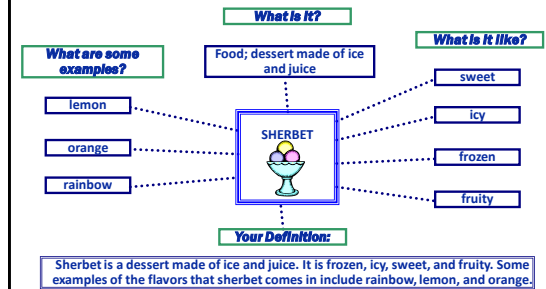 What is it?
What are some
examples?
What is it like?
Food; dessert made of ice
and juice
lemon
orange
rainbow
SHERBET
sweet
icy
frozen
fruity
Your Definition:
Sherbet is a dessert made of ice and juice. It is frozen, icy, sweet, and fruity. Some
examples of the flavors that sherbet comes in include rainbow, lemon, and orange.